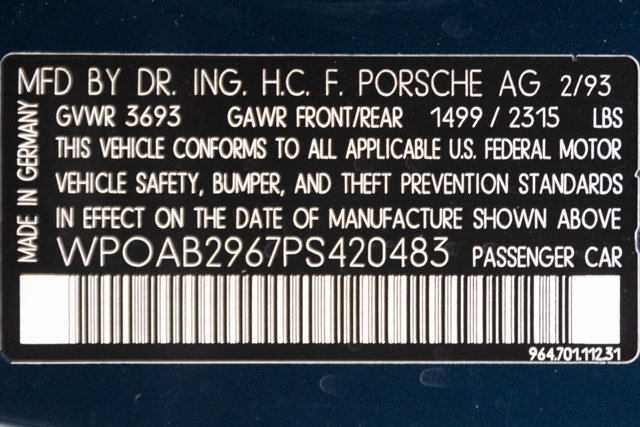 MFD BY DR. ING. H.C. F. PORSCHE AG 2/93
GVWR 3693 GAWR FRONT/REAR 1499 / 2315 LBS
THIS VEHICLE CONFORMS TO ALL APPLICABLE U.S. FEDERAL MOTOR
VEHICLE SAFETY, BUMPER, AND THEFT PREVENTION STANDARDS
IN EFFECT ON THE DATE OF MANUFACTURE SHOWN ABOVE
WPOAB2967PS420483 PASSENGER CAR
964.701.112.31
MADE IN GERMANY